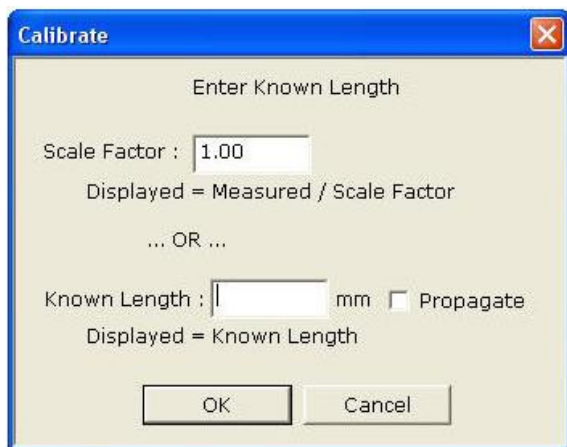 Calibrate
Enter Known Length
Scale Factor : 1.00
Displayed = Measured / Scale Factor
... OR ...
Known Length : mm Propagate
Displayed = Known Length
OK Cancel